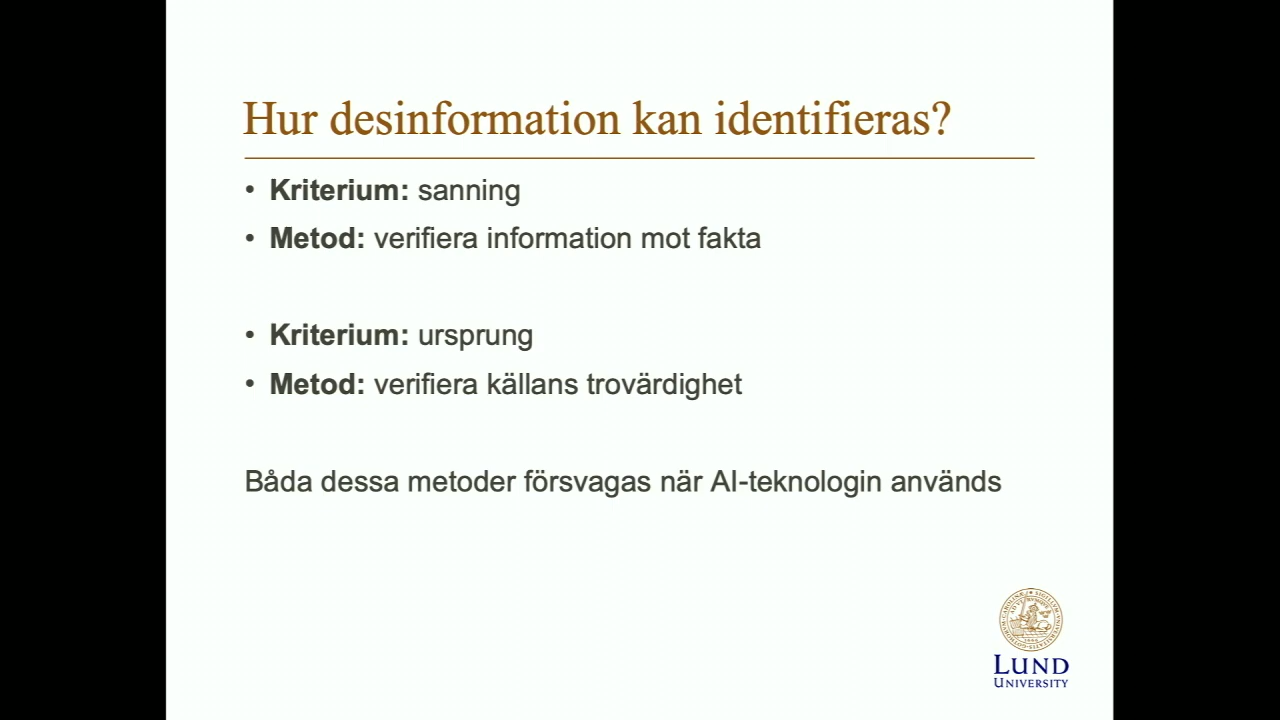 Hur desinformation kan identifieras?
• Kriterium: sanning
• Metod: verifiera information mot fakta
• Kriterium: ursprung
• Metod: verifiera källans trovärdighet
Båda dessa metoder försvagas när AI-teknologin används
LUND
UNIVERSITY